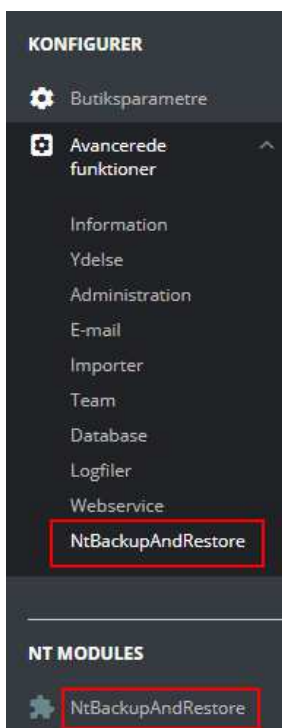 KONFIGURER
Butiksparametre
Avancerede
funktioner
Information
Ydelse
Administration
E-mail
Importer
Team
Database
Logfiler
Webservice
NtBackupAndRestore
NT MODULES
NtBackupAndRestore